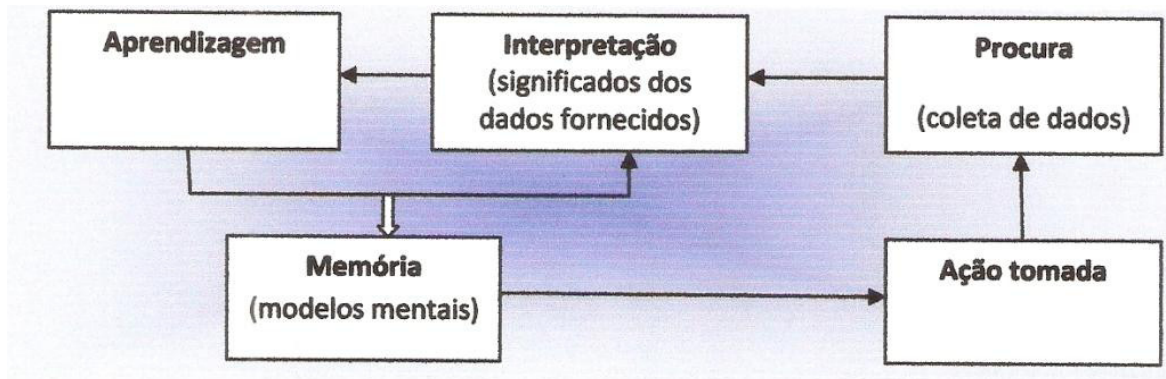 Aprendizagem
Interpretação
(significados dos
dados fornecidos)
Procura
(coleta de dados)
Memória
(modelos mentais)
Ação tomada